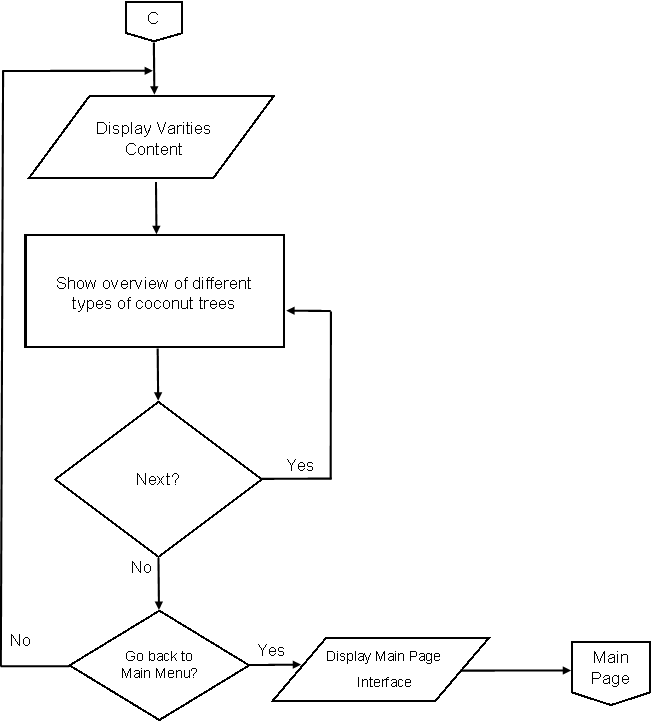 C
Display Varities
Content
Show overview of different
types of coconut trees
Next?
Yes
No
Go back to
Main Menu?
No
Yes
Display Main Page
Interface
Main
Page